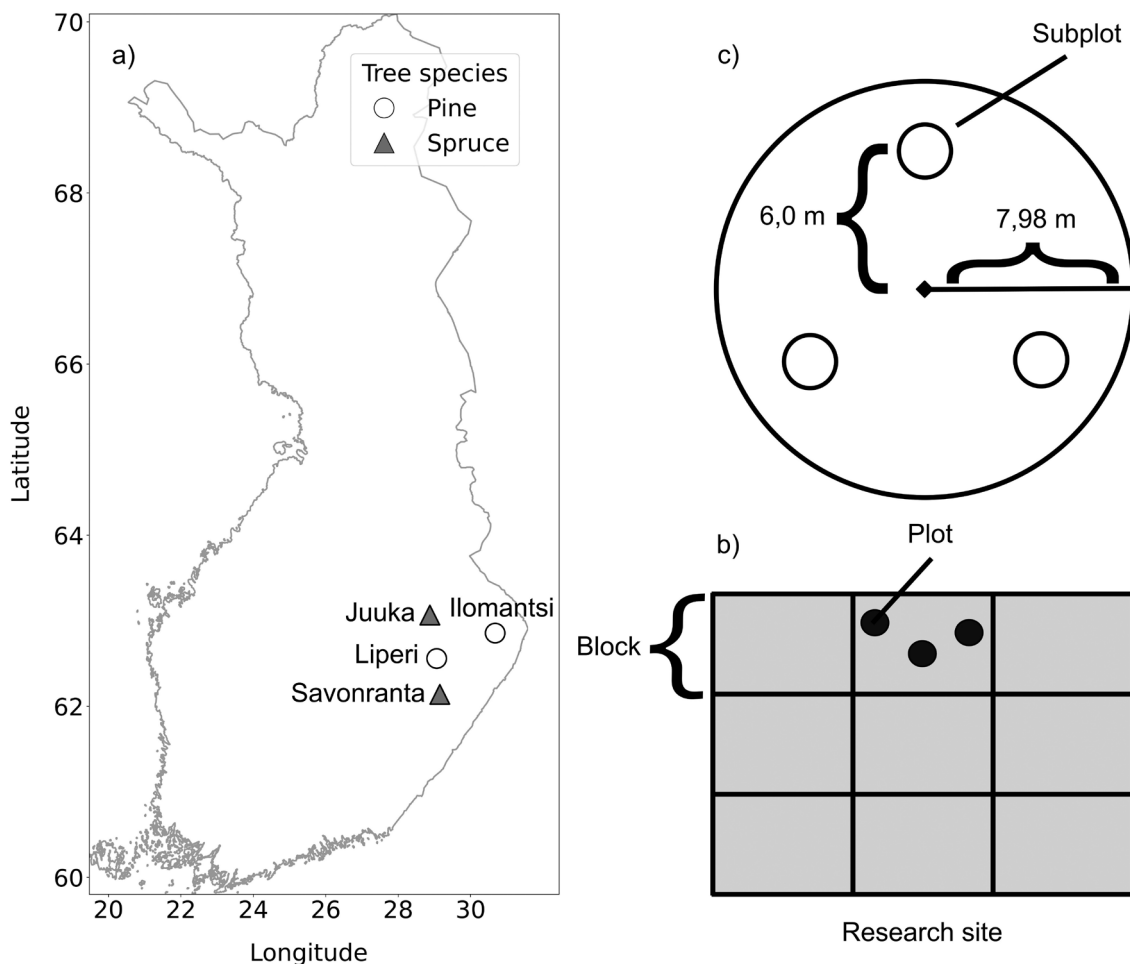 a)
Tree species
Pine
Spruce
70
68
66
64
62
60
Latitude
Juuka
Ilomantsi
Liperi
Savonranta
20
22
24
26
28
30
Longitude
c)
Subplot
6,0 m
7,98 m
b)
Plot
Block
Research site